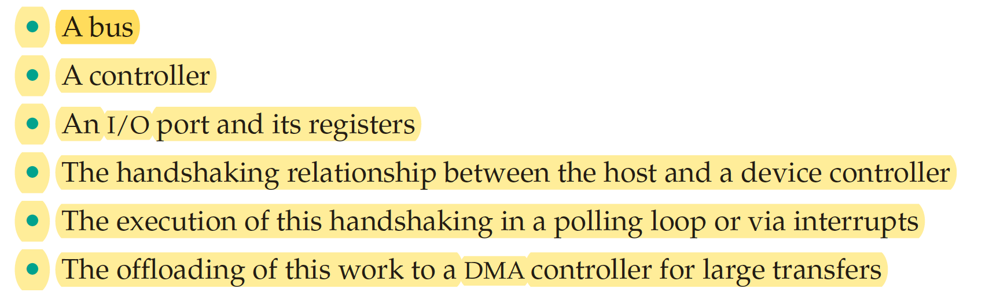 • A bus
• A controller
• An I/O port and its registers
• The handshaking relationship between the host and a device controller
• The execution of this handshaking in a polling loop or via interrupts
• The offloading of this work to a DMA controller for large transfers